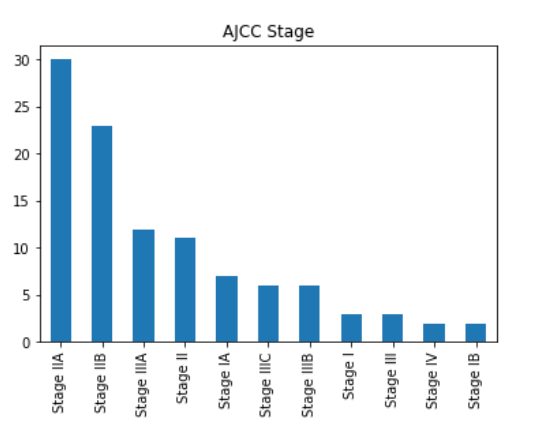 AJCC Stage
30
25
20
15
10
5
0
Stage IIA
Stage IIB
Stage IIIA
Stage II
Stage IA
Stage IIIC
Stage IIIB
Stage I
Stage III
Stage IV
Stage IB